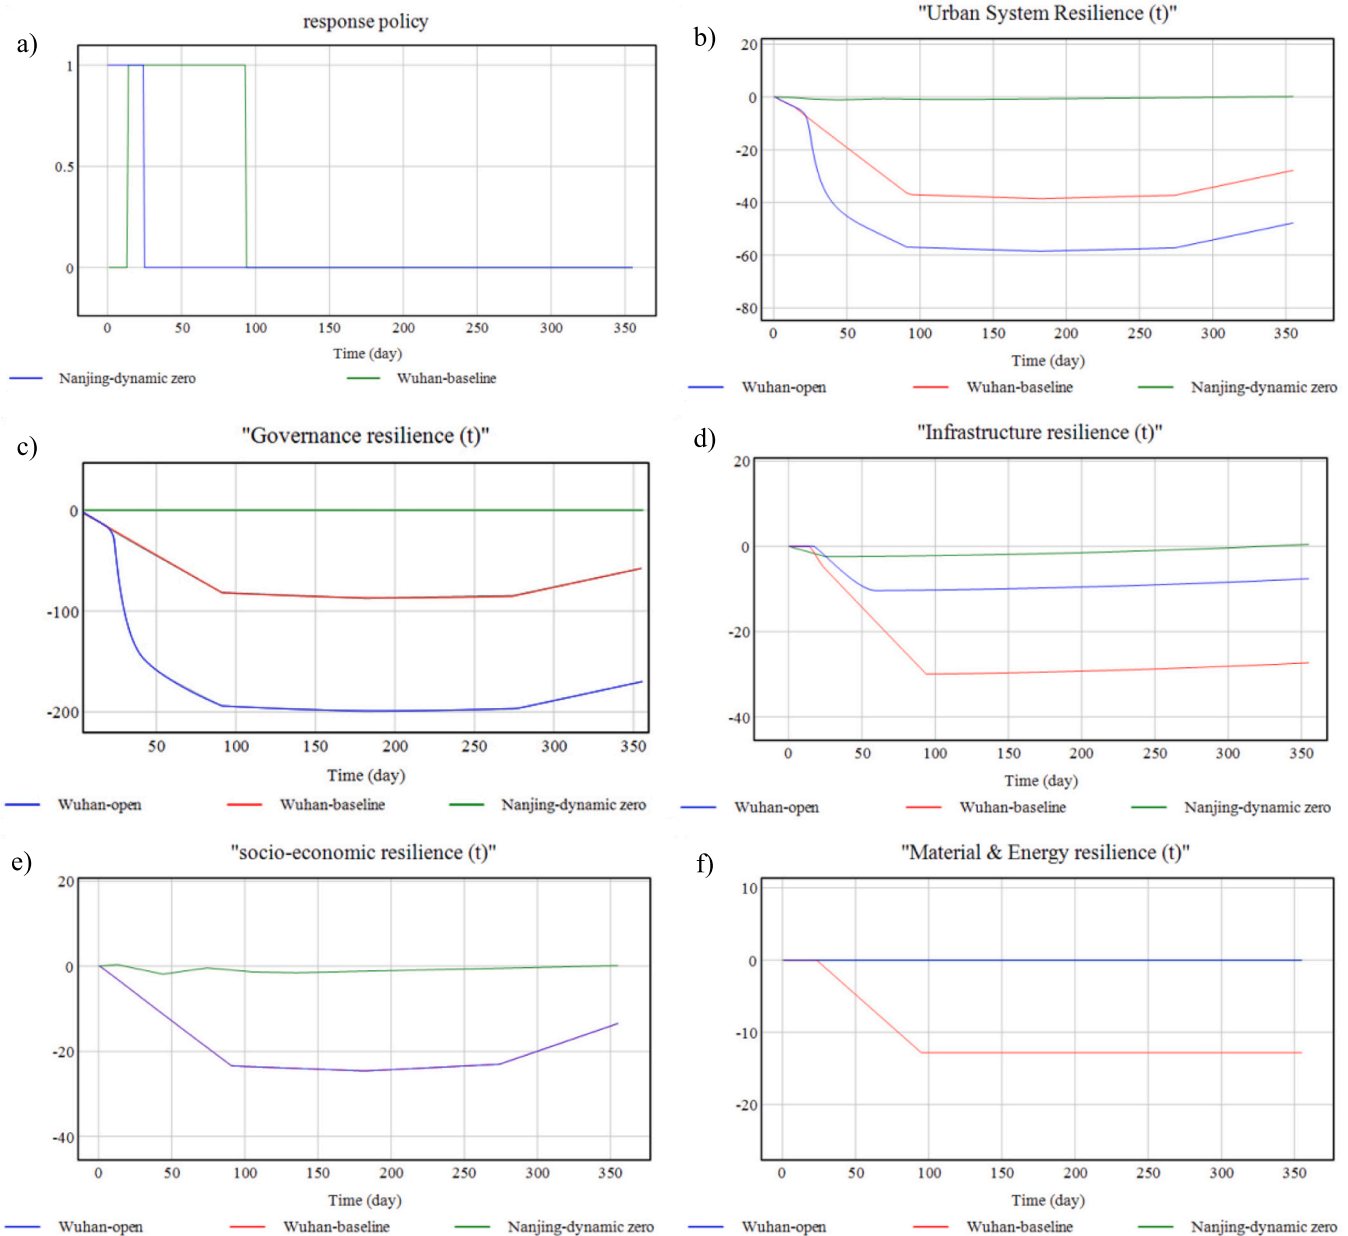 a)
response policy
1
0.5
0
0 50 100 150 200 250 300 350
Time (day)
Nanjing-dynamic zero Wuhan-baseline
b)
"Urban System Resilience (t)"
20
0
-20
-40
-60
-80
0 50 100 150 200 250 300 350
Time (day)
Wuhan-open Wuhan-baseline Nanjing-dynamic zero
c)
"Governance resilience (t)"
0
-100
-200
50 100 150 200 250 300 350
Time (day)
Wuhan-open Wuhan-baseline Nanjing-dynamic zero
d)
"Infrastructure resilience (t)"
20
0
-20
-40
0 50 100 150 200 250 300 350
Time (day)
Wuhan-open Wuhan-baseline Nanjing-dynamic zero
e)
"socio-economic resilience (t)"
20
0
-20
-40
0 50 100 150 200 250 300 350
Time (day)
Wuhan-open Wuhan-baseline Nanjing-dynamic zero
f)
"Material & Energy resilience (t)"
10
0
-10
-20
0 50 100 150 200 250 300 350
Time (day)
Wuhan-open Wuhan-baseline Nanjing-dynamic zero